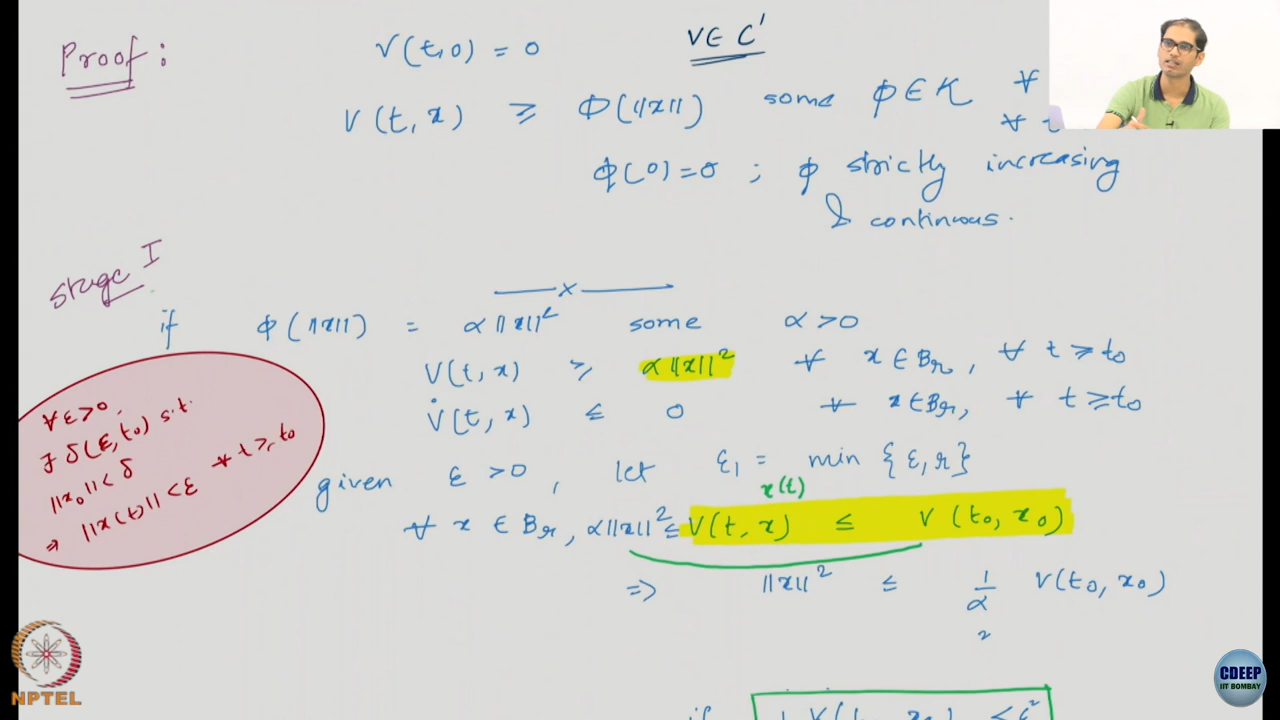 Proof :
V(t,0) = 0
V ∈ C'
V(t, x) ≥ Φ(||x||) some φ ∈ K ∀
∀ t
φ(0)=0 ; φ strictly increasing
& continuous.
Stage I
x
if Φ(||x||) = α||x||² some α > 0
V(t, x) ≥ α||x||² ∀ x ∈ Br, ∀ t ≥ t₀
V̇(t, x) ≤ 0 ∀ x ∈ Br, ∀ t ≥ t₀
∀ ε > 0,
∃ δ(ε, t₀) s.t.
||x₀|| < δ
⇒ ||x(t)|| < ε ∀ t ≥ t₀
given ε > 0, let ε₁ = min {ε, r}
x(t)
∀ x ∈ Br, α||x||² ≤ V(t, x) ≤ V(t₀, x₀)
⇒ ||x||² ≤ 1/α V(t₀, x₀)
NPTEL
CDEEP
IIT BOMBAY